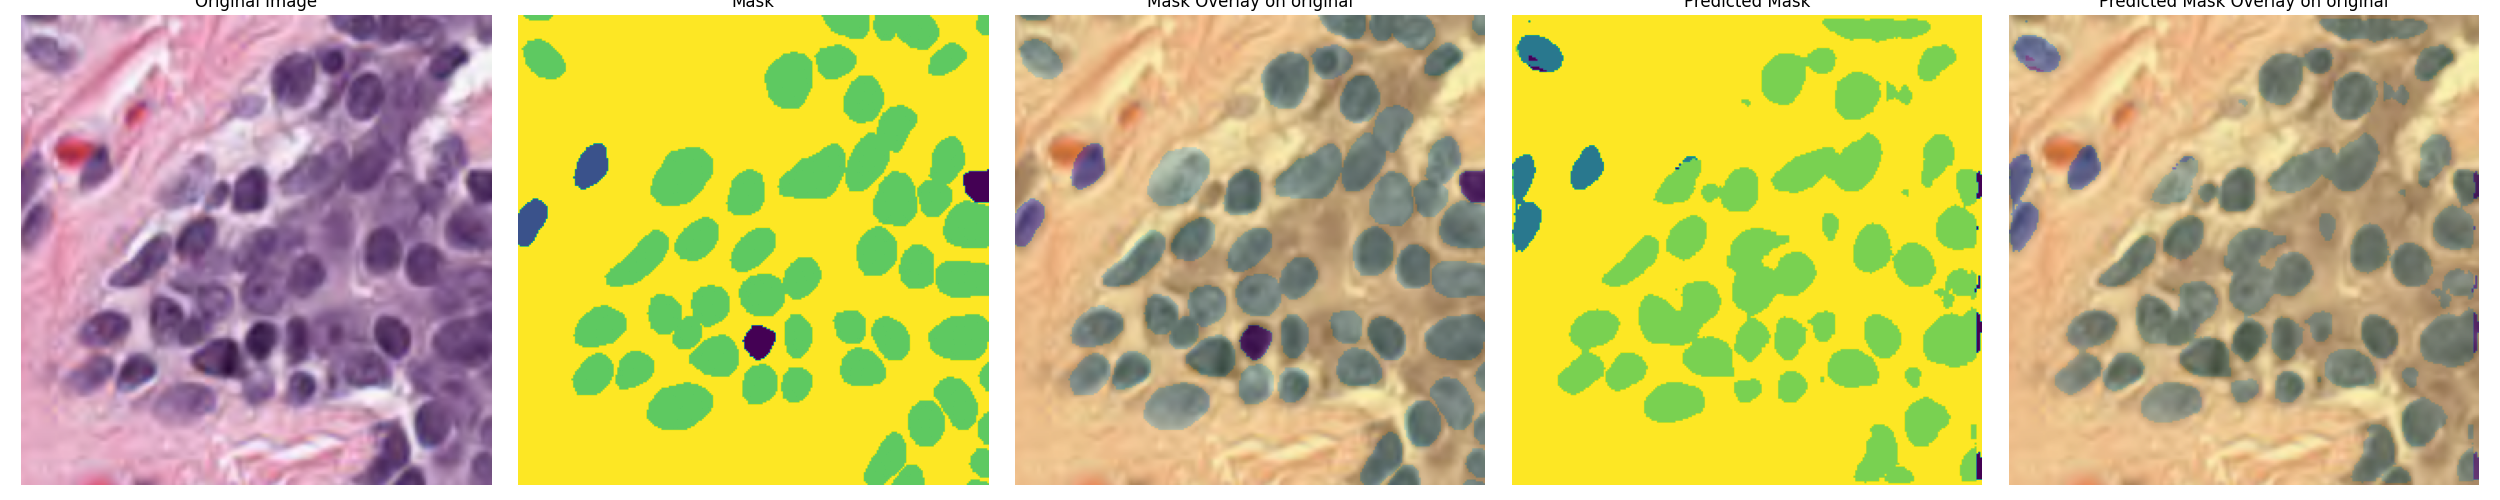 Original Image
Mask
Mask Overlay on original
Predicted Mask
Predicted Mask Overlay on original